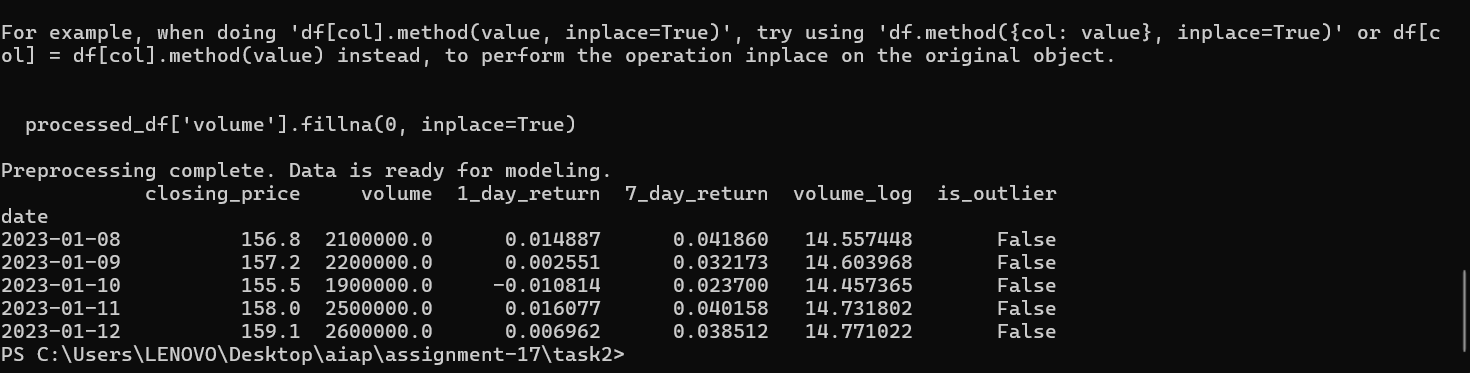 For example, when doing 'df[col].method(value, inplace=True)', try using 'df.method({col: value}, inplace=True)' or df[c
ol] = df[col].method(value) instead, to perform the operation inplace on the original object.
processed_df['volume'].fillna(0, inplace=True)
Preprocessing complete. Data is ready for modeling.
closing_price volume 1_day_return 7_day_return volume_log is_outlier
date
2023-01-08 156.8 2100000.0 0.014887 0.041860 14.557448 False
2023-01-09 157.2 2200000.0 0.002551 0.032173 14.603968 False
2023-01-10 155.5 1900000.0 -0.010814 0.023700 14.457365 False
2023-01-11 158.0 2500000.0 0.016077 0.040158 14.731802 False
2023-01-12 159.1 2600000.0 0.006962 0.038512 14.771022 False
PS C:\Users\LENOVO\Desktop\aiap\assignment-17\task2>